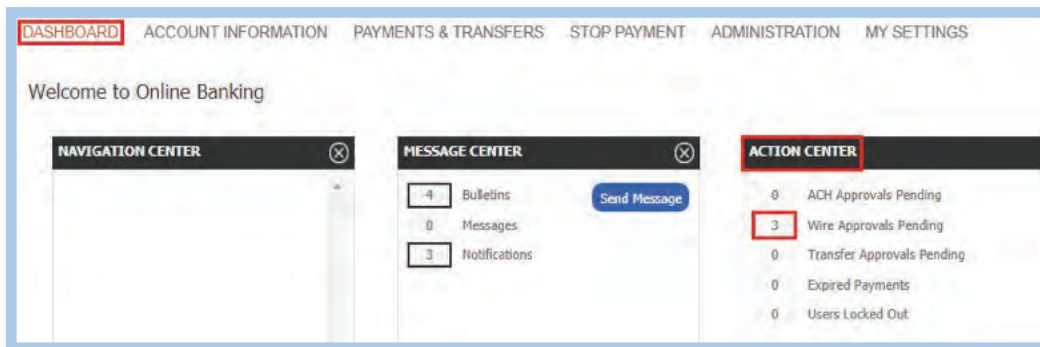 DASHBOARD ACCOUNT INFORMATION PAYMENTS & TRANSFERS STOP PAYMENT ADMINISTRATION MY SETTINGS
Welcome to Online Banking
NAVIGATION CENTER
MESSAGE CENTER
4 Bulletins
Send Message
0 Messages
3 Notifications
ACTION CENTER
0 ACH Approvals Pending
3 Wire Approvals Pending
0 Transfer Approvals Pending
0 Expired Payments
0 Users Locked Out